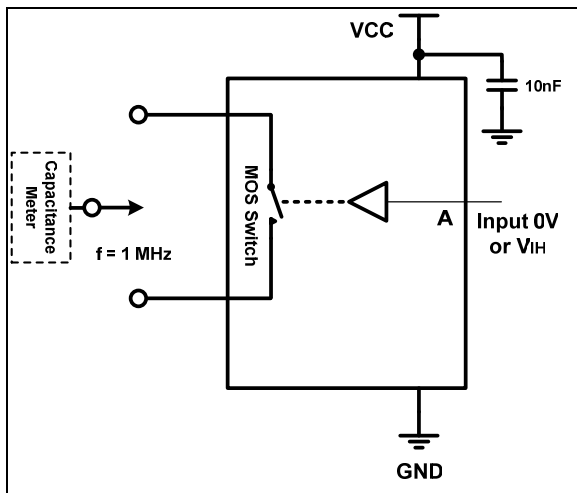 VCC
10nF
Capacitance
Meter
f = 1 MHz
MOS Switch
A
Input 0V
or VIH
GND